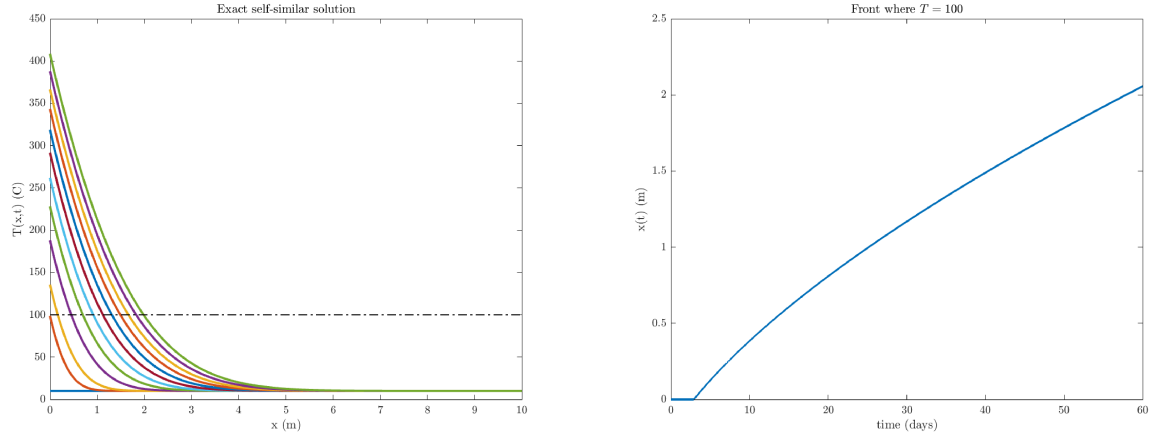 Exact self-similar solution
450
400
350
300
250
200
150
100
50
0
T(x,t) (C)
0 1 2 3 4 5 6 7 8 9 10
x (m)
Front where T = 100
2.5
2
1.5
1
0.5
0
x(t) (m)
0 10 20 30 40 50 60
time (days)